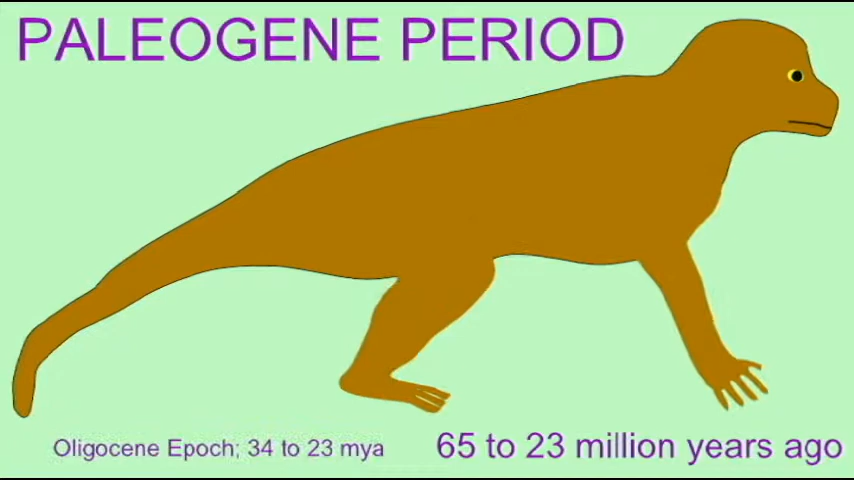 PALEOGENE PERIOD
Oligocene Epoch; 34 to 23 mya
65 to 23 million years ago